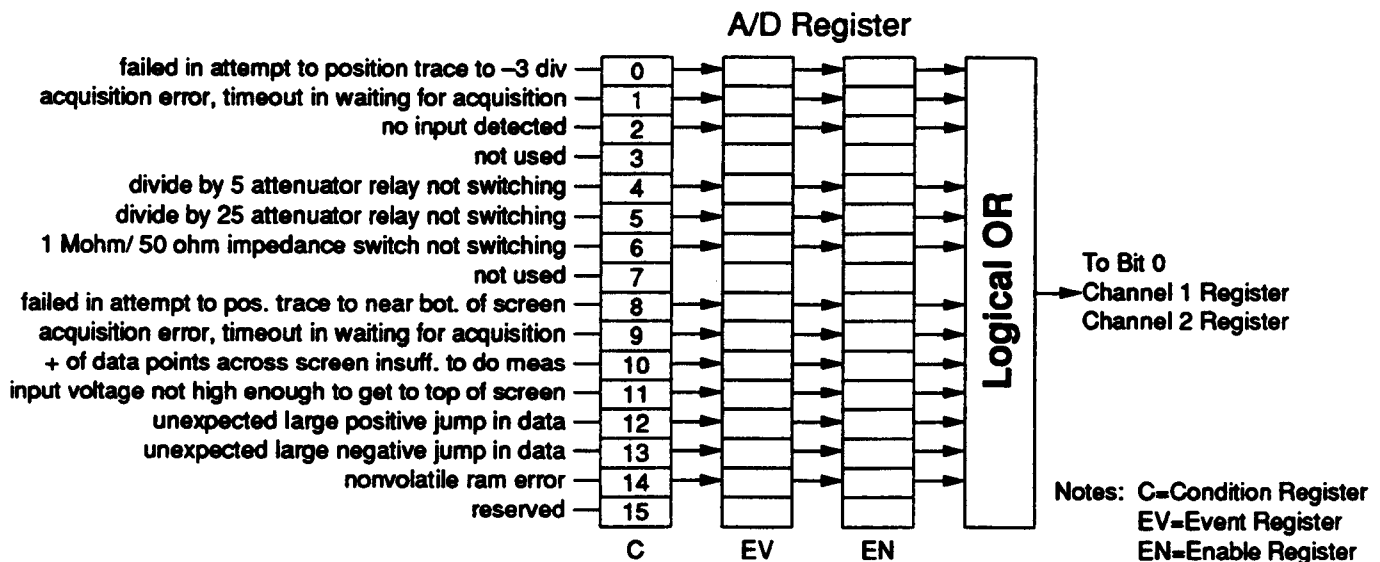 A/D Register
failed in attempt to position trace to –3 div 0
acquisition error, timeout in waiting for acquisition 1
no input detected 2
not used 3
divide by 5 attenuator relay not switching 4
divide by 25 attenuator relay not switching 5
1 Mohm/ 50 ohm impedance switch not switching 6
not used 7
failed in attempt to pos. trace to near bot. of screen 8
acquisition error, timeout in waiting for acquisition 9
+ of data points across screen insuff. to do meas 10
input voltage not high enough to get to top of screen 11
unexpected large positive jump in data 12
unexpected large negative jump in data 13
nonvolatile ram error 14
reserved 15
C EV EN
Logical OR
To Bit 0
Channel 1 Register
Channel 2 Register
Notes: C=Condition Register
EV=Event Register
EN=Enable Register